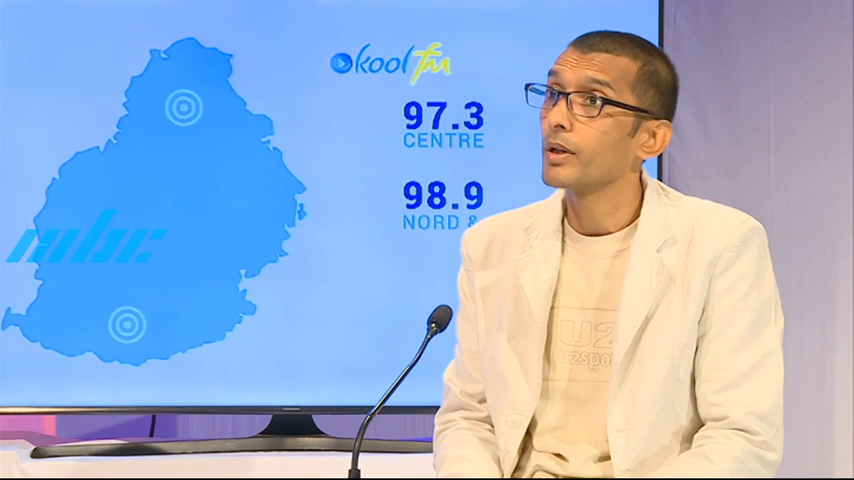 kool fm
97.3
CENTRE
98.9
NORD &
mbc
U2
u2spo